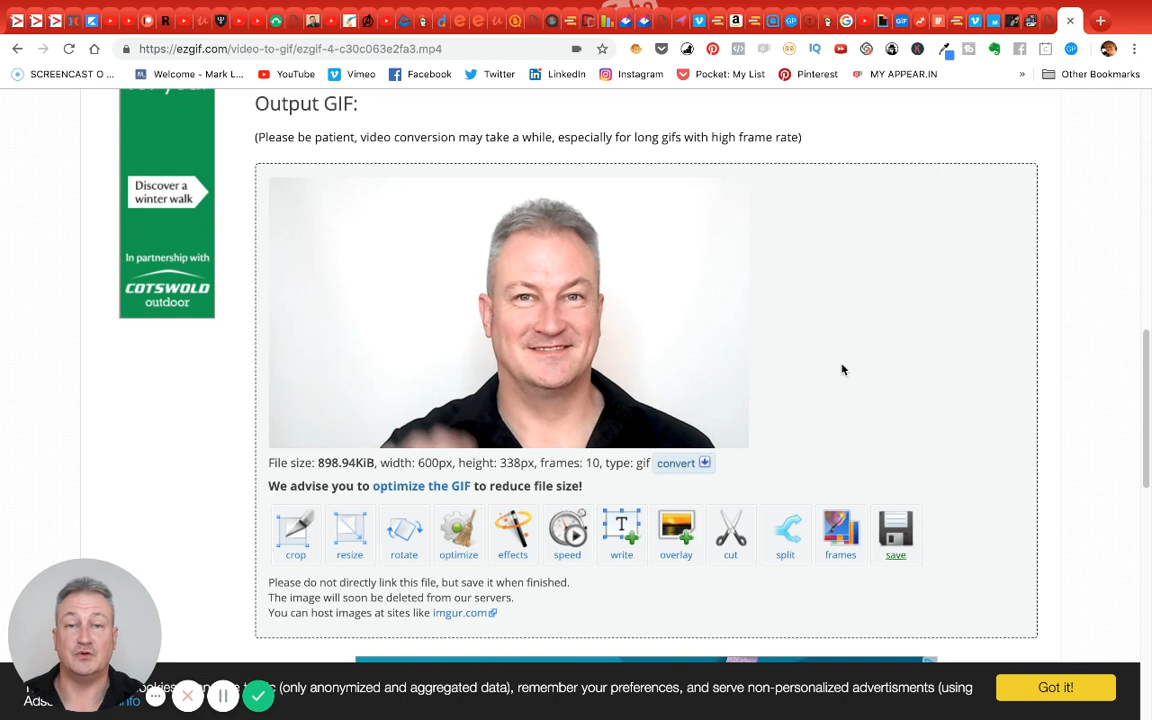 https://ezgif.com/video-to-gif/ezgif-4-c30c063e2fa3.mp4
SCREENCAST O ...
Welcome - Mark L...
YouTube
Vimeo
Facebook
Twitter
LinkedIn
Instagram
Pocket: My List
Pinterest
MY APPEAR.IN
»
Other Bookmarks
Discover a
winter walk
In partnership with
COTSWOLD
outdoor
Output GIF:
(Please be patient, video conversion may take a while, especially for long gifs with high frame rate)
File size: 898.94KiB, width: 600px, height: 338px, frames: 10, type: gif
convert
We advise you to optimize the GIF to reduce file size!
crop
resize
rotate
optimize
effects
speed
write
overlay
cut
split
frames
save
Please do not directly link this file, but save it when finished.
The image will soon be deleted from our servers.
You can host images at sites like imgur.com
(only anonymized and aggregated data), remember your preferences, and serve non-personalized advertisments (using
Got it!